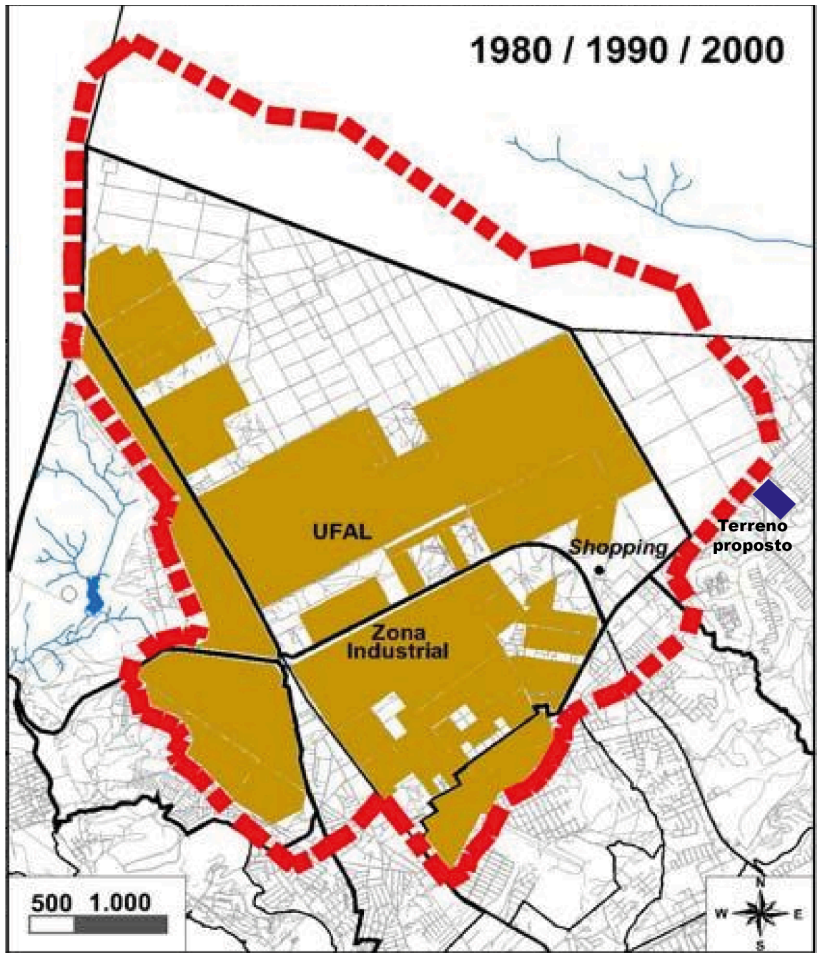 1980 / 1990 / 2000
Terreno
proposto
UFAL
Shopping
Zona
Industrial
500 1.000
N
W E
S